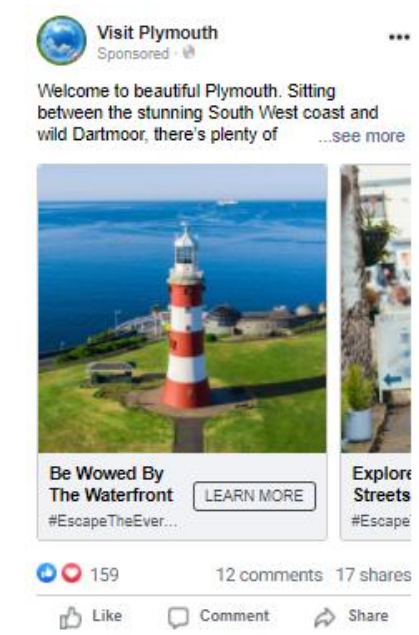 Visit Plymouth
Sponsored ·
Welcome to beautiful Plymouth. Sitting
between the stunning South West coast and
wild Dartmoor, there's plenty of ...see more
Be Wowed By
The Waterfront
LEARN MORE
#EscapeTheEver...
Explore
Streets
#Escape
159
12 comments 17 shares
Like Comment Share